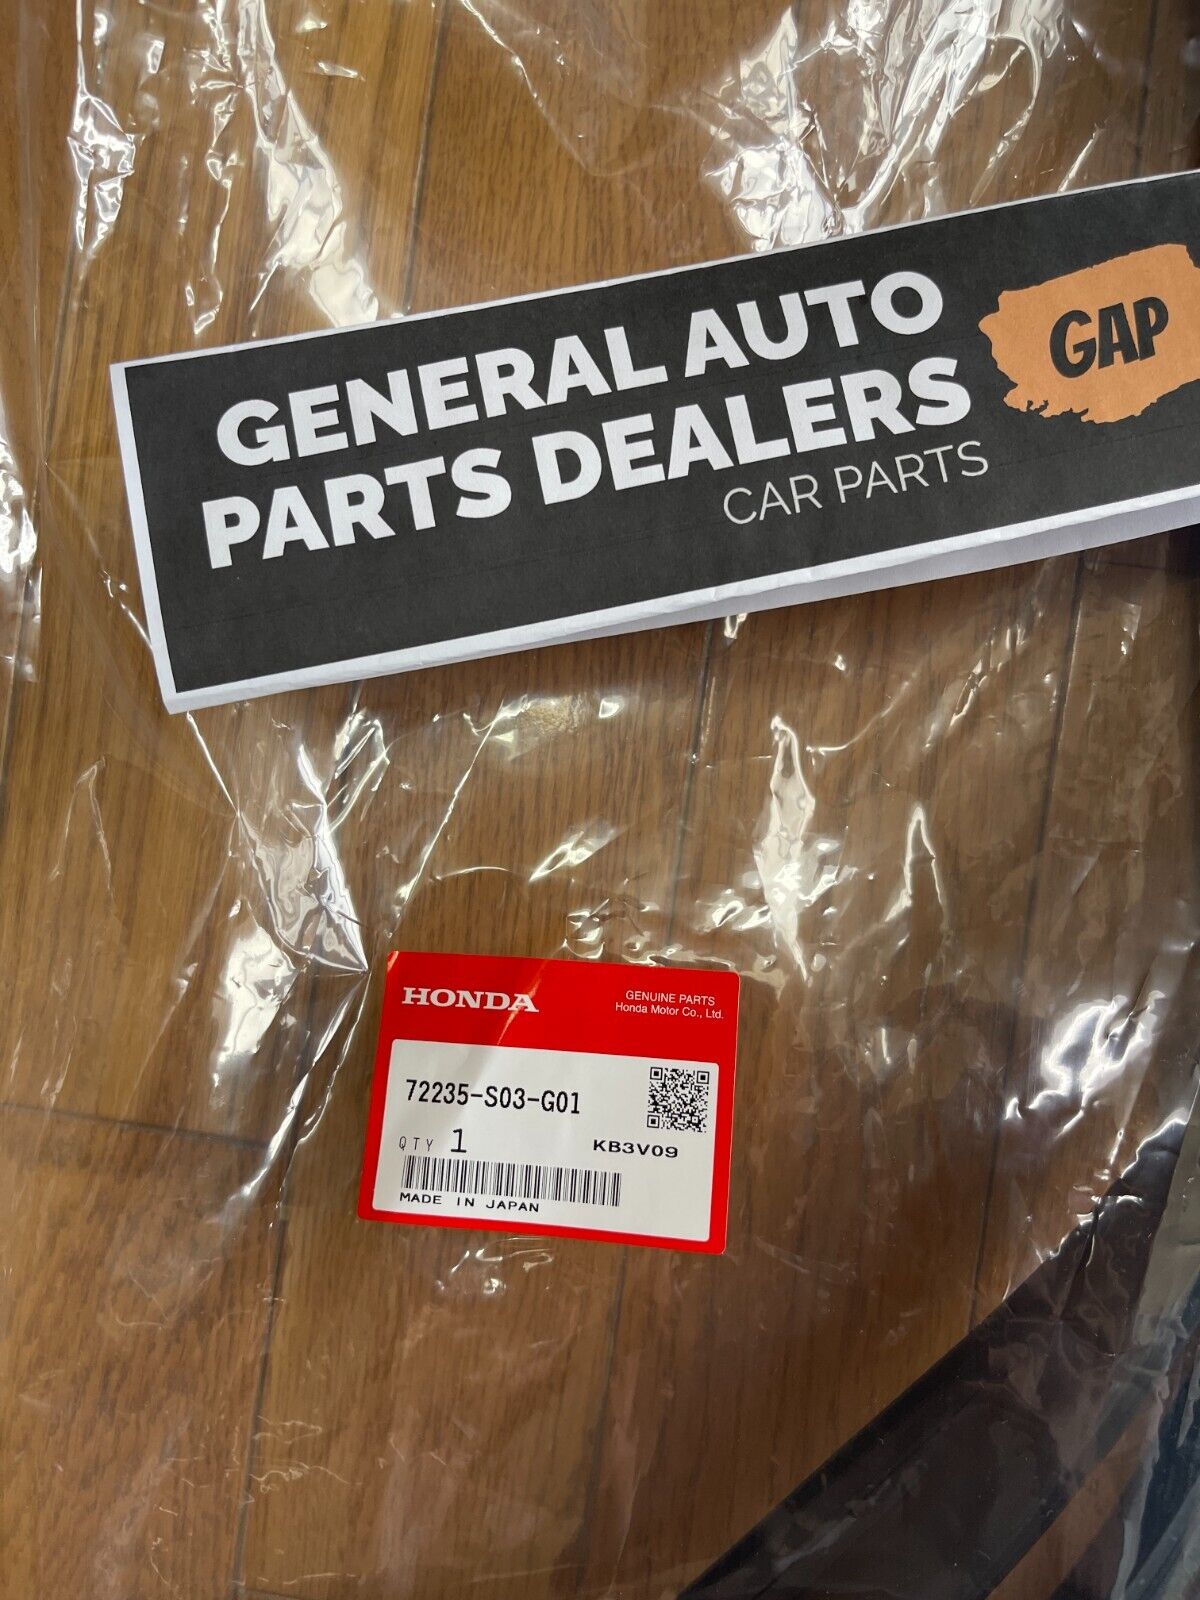 GENERAL AUTO
PARTS DEALERS
CAR PARTS
GAP
HONDA
GENUINE PARTS
Honda Motor Co., Ltd.
72235-S03-G01
QTY 1
KB3V09
MADE IN JAPAN